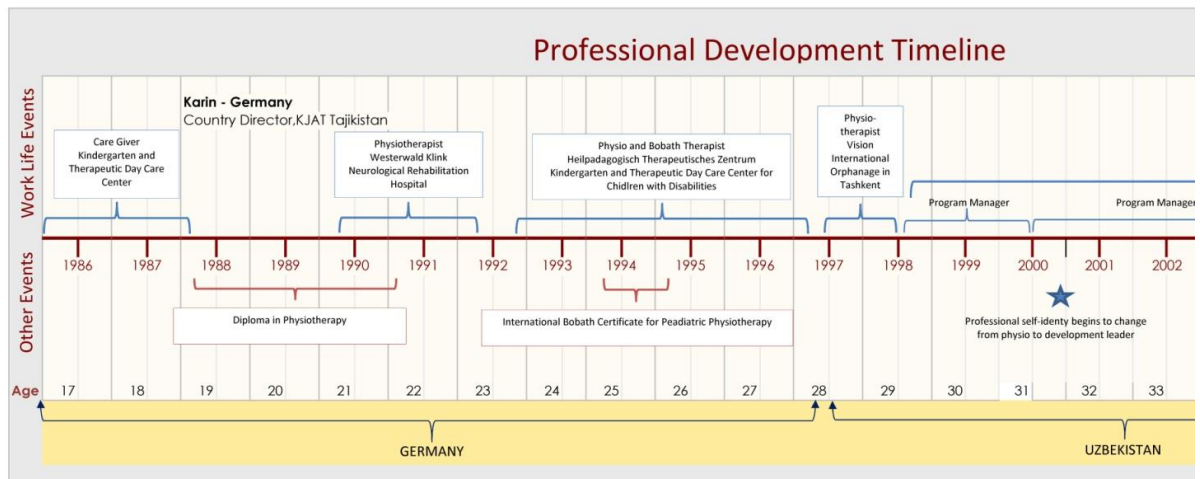 Professional Development Timeline
Work Life Events
Karin - Germany
Country Director,KJAT Tajikistan
Care Giver
Kindergarten and
Therapeutic Day Care
Center
Physiotherapist
Westerwald Klink
Neurological Rehabilitation
Hospital
Physio and Bobath Therapist
Heilpadagogisch Therapeutisches Zentrum
Kindergarten and Therapeutic Day Care Center for
Chidlren with Disabilities
Physio-
therapist
Vision
International
Orphanage in
Tashkent
Program Manager
Program Manager
1986 1987 1988 1989 1990 1991 1992 1993 1994 1995 1996 1997 1998 1999 2000 2001 2002
Other Events
Diploma in Physiotherapy
International Bobath Certificate for Peadiatric Physiotherapy
Professional self-identy begins to change
from physio to development leader
Age 17 18 19 20 21 22 23 24 25 26 27 28 29 30 31 32 33
GERMANY
UZBEKISTAN